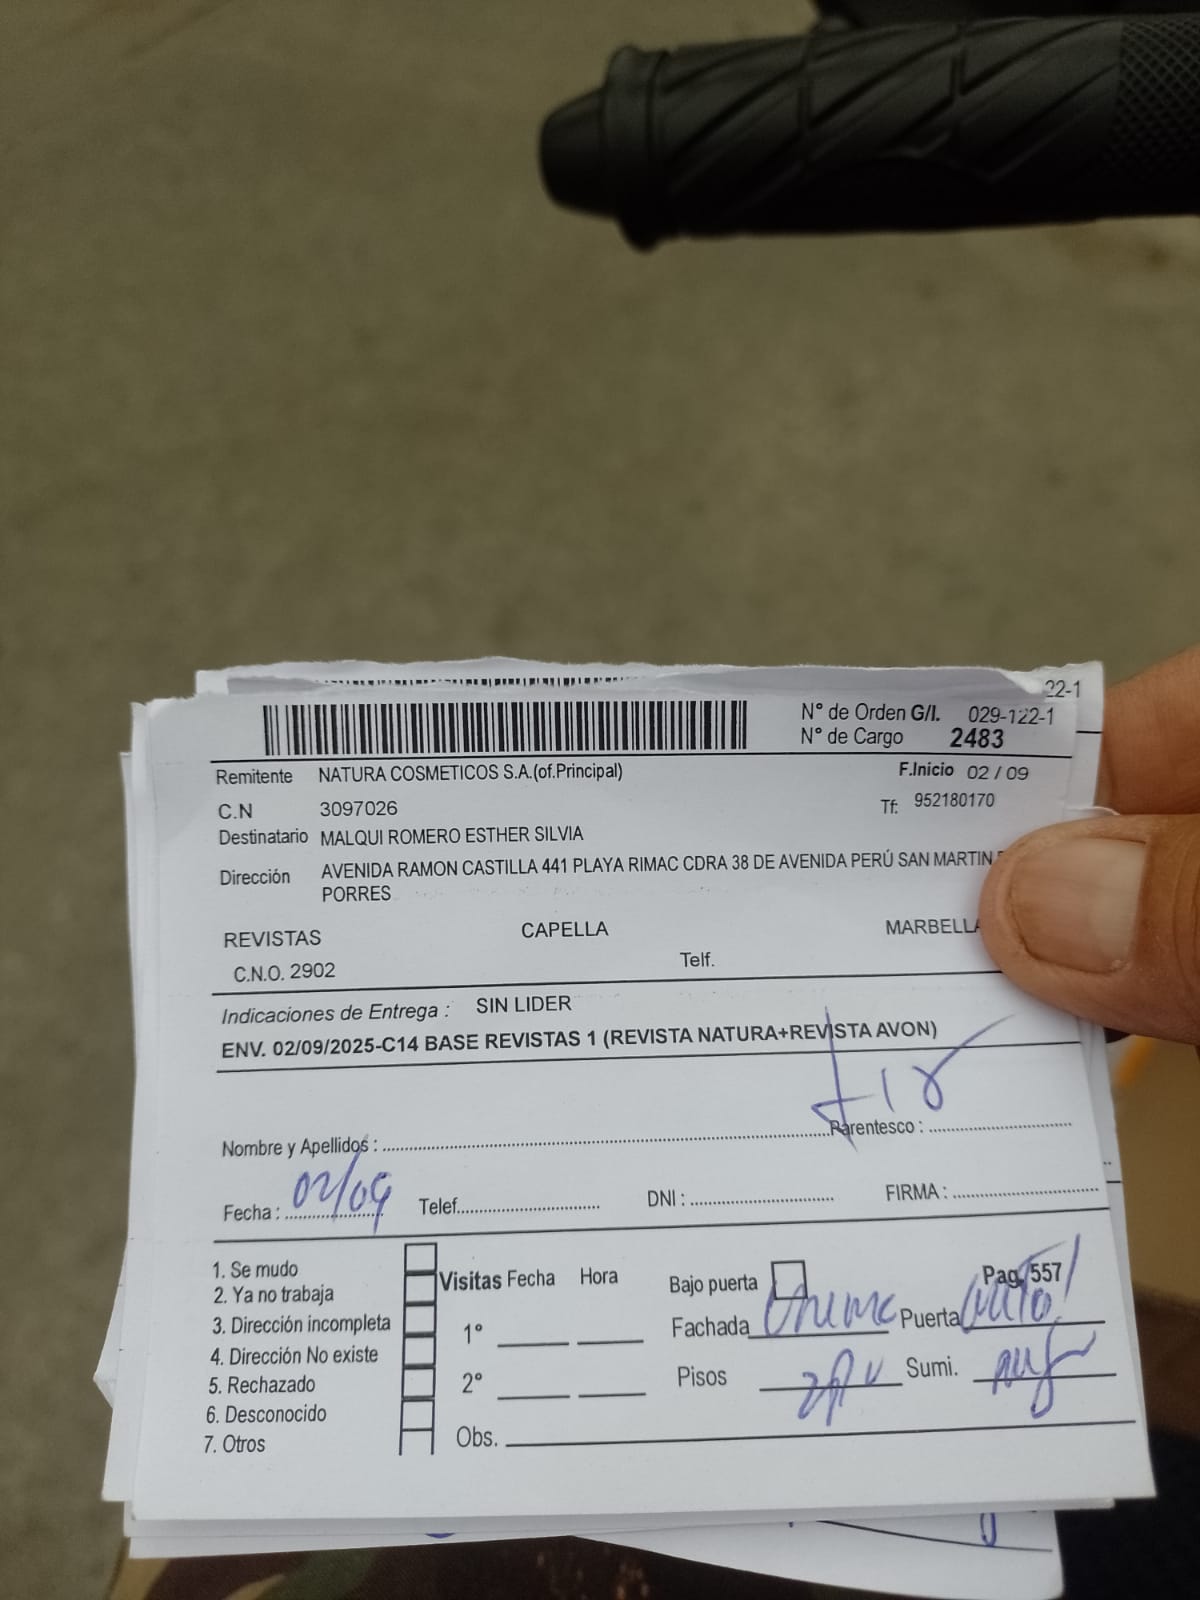 22-1
N° de Orden G/I. 029-122-1
N° de Cargo 2483
Remitente NATURA COSMETICOS S.A.(of.Principal)
F.Inicio 02 / 09
C.N 3097026
Tf: 952180170
Destinatario MALQUI ROMERO ESTHER SILVIA
Dirección AVENIDA RAMON CASTILLA 441 PLAYA RIMAC CDRA 38 DE AVENIDA PERÚ SAN MARTIN
PORRES
REVISTAS CAPELLA MARBELLA
C.N.O. 2902 Telf.
Indicaciones de Entrega : SIN LIDER
ENV. 02/09/2025-C14 BASE REVISTAS 1 (REVISTA NATURA+REVISTA AVON)
Nombre y Apellidos : Parentesco :
Fecha : 02/09 Telef. DNI : FIRMA :
1. Se mudo
2. Ya no trabaja
3. Dirección incompleta
4. Dirección No existe
5. Rechazado
6. Desconocido
7. Otros
Visitas Fecha Hora
1°
2°
Obs.
Bajo puerta Pag. 557
Fachada Puerta
Pisos Sumi.